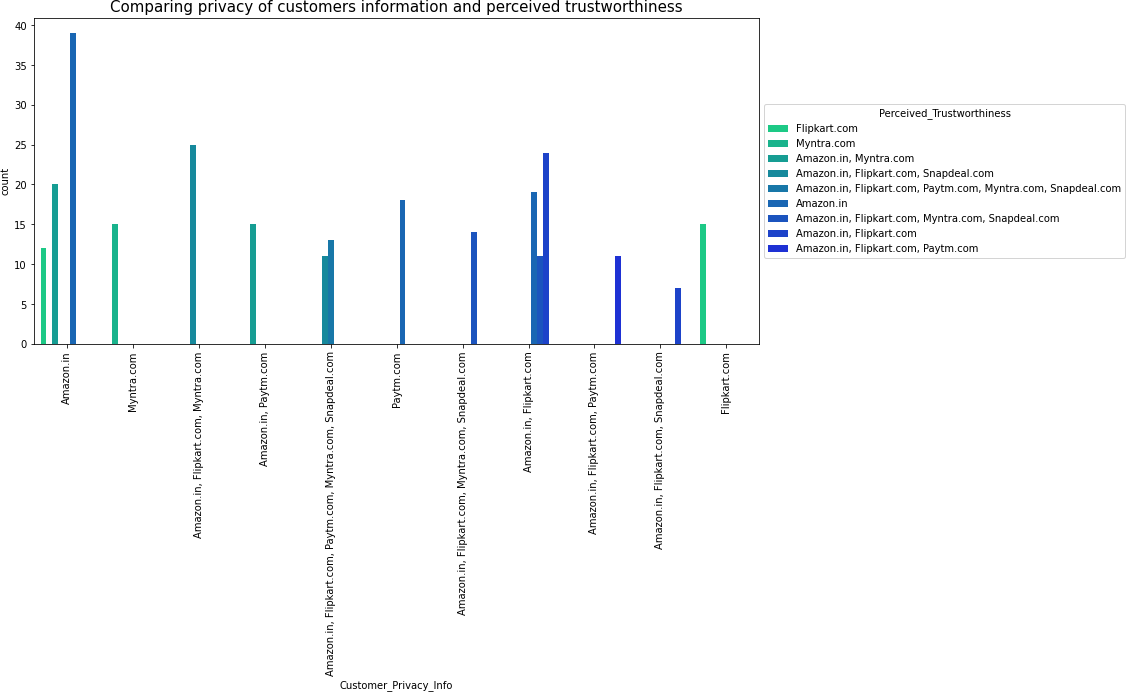 Comparing privacy of customers information and perceived trustworthiness
count
40
35
30
25
20
15
10
5
0
Amazon.in
Myntra.com
Amazon.in, Flipkart.com, Myntra.com
Amazon.in, Paytm.com
Amazon.in, Flipkart.com, Paytm.com, Myntra.com, Snapdeal.com
Paytm.com
Amazon.in, Flipkart.com, Myntra.com, Snapdeal.com
Amazon.in, Flipkart.com
Amazon.in, Flipkart.com, Paytm.com
Amazon.in, Flipkart.com, Snapdeal.com
Flipkart.com
Customer_Privacy_Info
Perceived_Trustworthiness
Flipkart.com
Myntra.com
Amazon.in, Myntra.com
Amazon.in, Flipkart.com, Snapdeal.com
Amazon.in, Flipkart.com, Paytm.com, Myntra.com, Snapdeal.com
Amazon.in
Amazon.in, Flipkart.com, Myntra.com, Snapdeal.com
Amazon.in, Flipkart.com
Amazon.in, Flipkart.com, Paytm.com